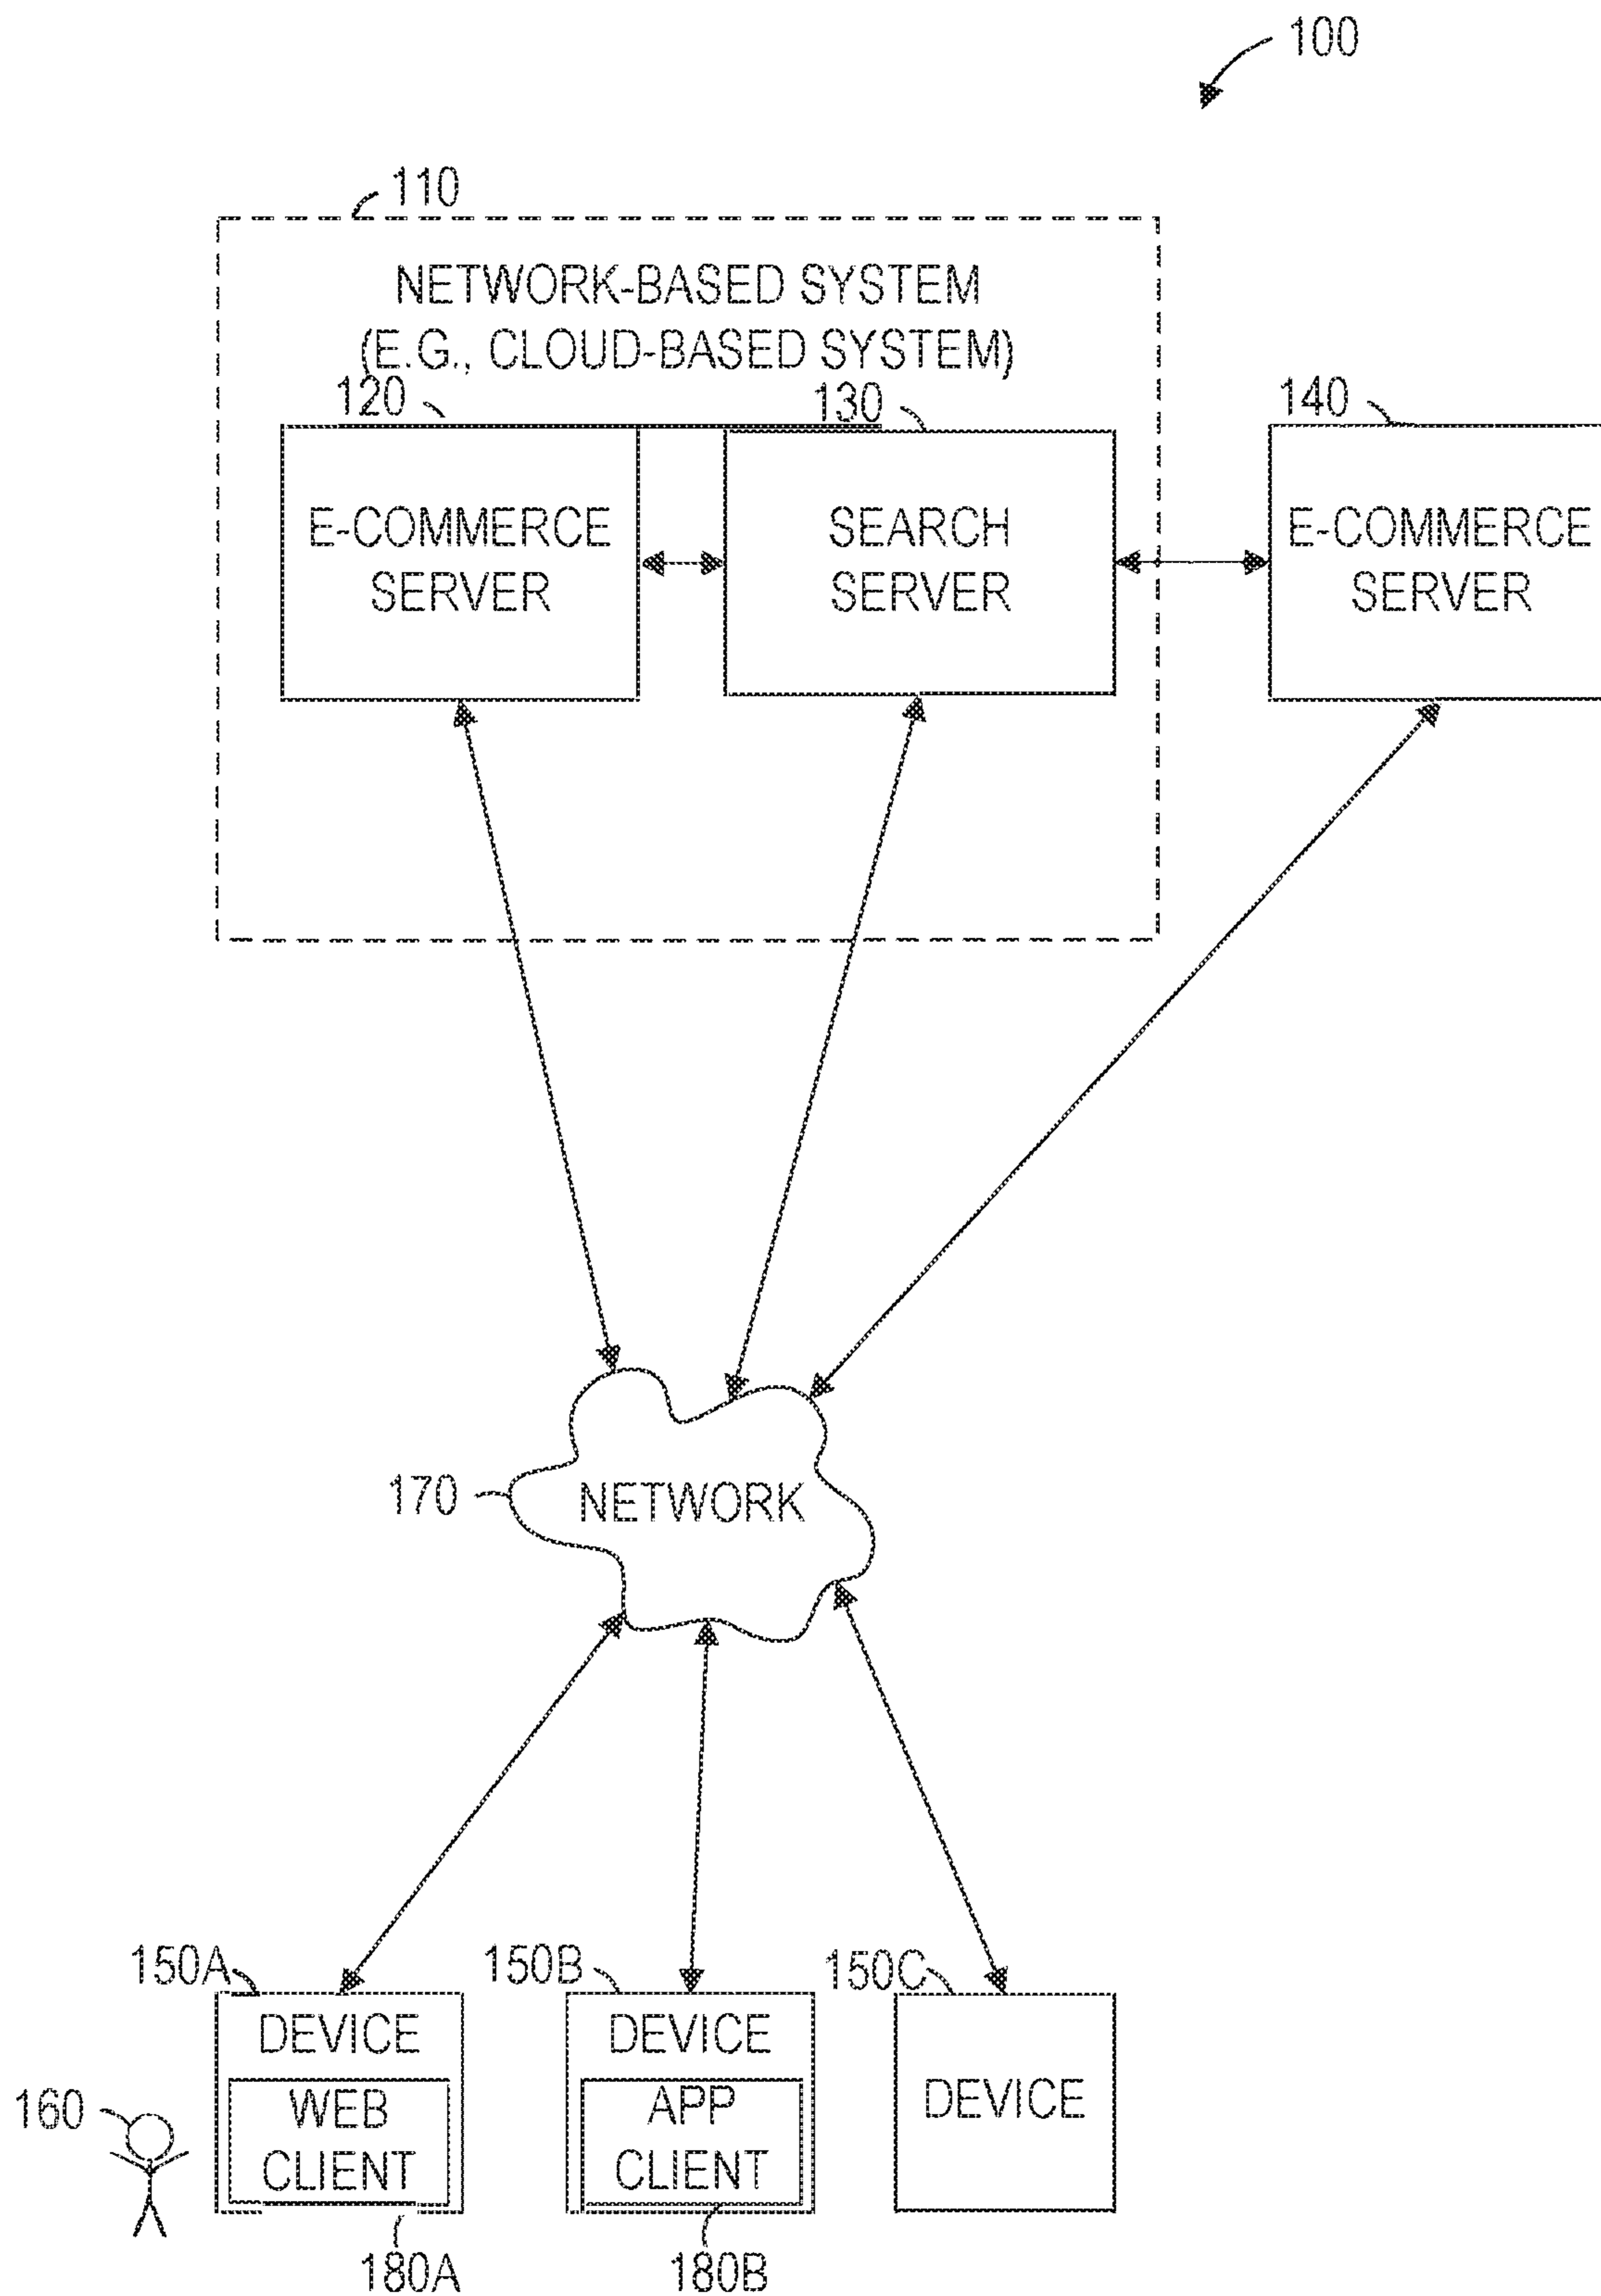 100
110
NETWORK-BASED SYSTEM
(E.G., CLOUD-BASED SYSTEM)
120
130
140
E-COMMERCE
SERVER
SEARCH
SERVER
E-COMMERCE
SERVER
170
NETWORK
150A
150B
150C
DEVICE
WEB
CLIENT
DEVICE
APP
CLIENT
DEVICE
160
180A
180B